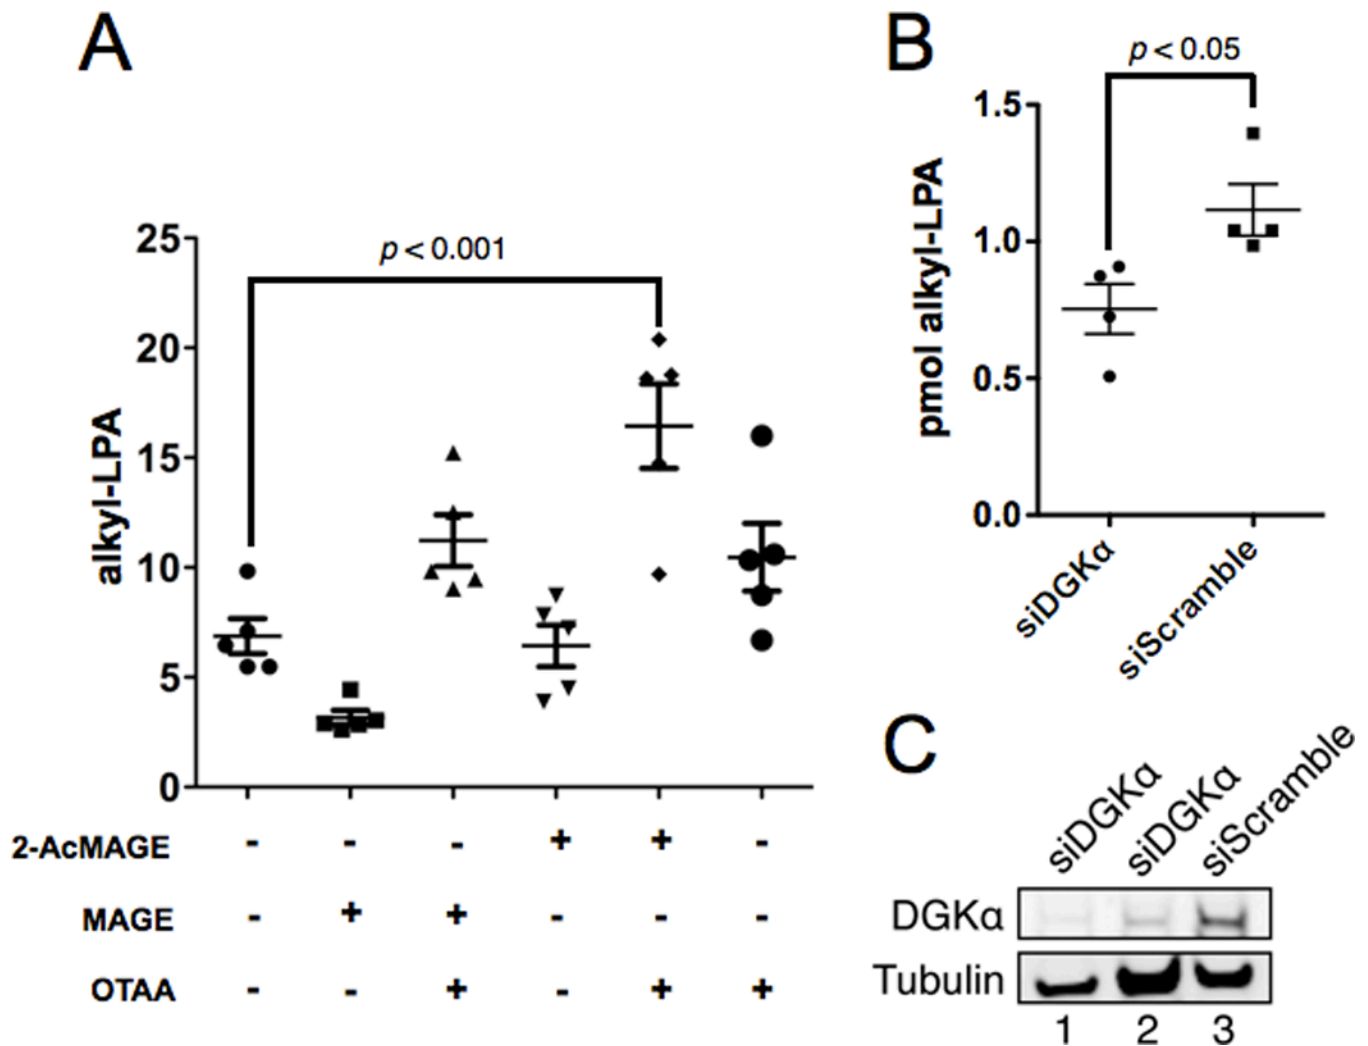 A
p < 0.001
25
20
15
10
5
0
alkyl-LPA
2-AcMAGE - - - + + -
MAGE - + + - - -
OTAA - - + - + +
B
p < 0.05
1.5
1.0
0.5
0.0
pmol alkyl-LPA
siDGKα
siScramble
C
siDGKα
siDGKα
siScramble
DGKα
Tubulin
1 2 3